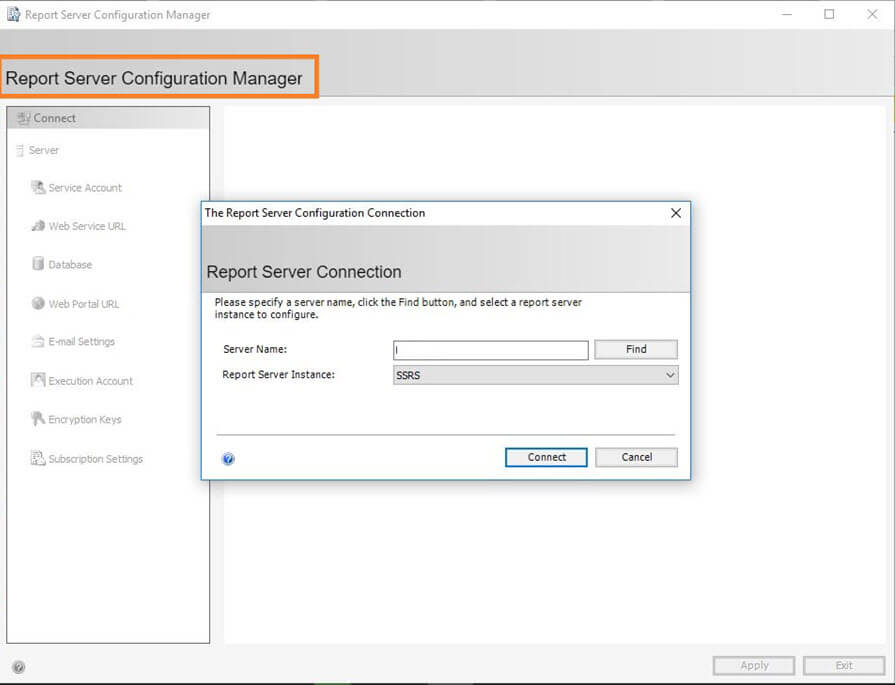 Report Server Configuration Manager
Report Server Configuration Manager
Connect
Server
Service Account
Web Service URL
Database
Web Portal URL
E-mail Settings
Execution Account
Encryption Keys
Subscription Settings
The Report Server Configuration Connection
Report Server Connection
Please specify a server name, click the Find button, and select a report server
instance to configure.
Server Name:
Find
Report Server Instance:
SSRS
Connect
Cancel
Apply
Exit